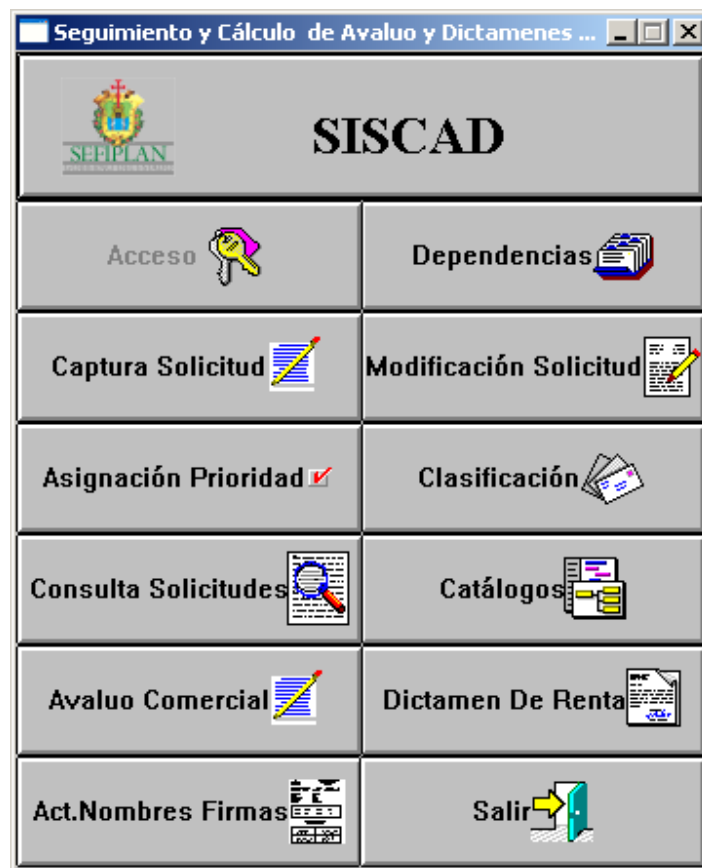 Seguimiento y Cálculo de Avaluo y Dictamenes ...
SEFIPLAN
SISCAD
Acceso
Dependencias
Captura Solicitud
Modificación Solicitud
Asignación Prioridad
Clasificación
Consulta Solicitudes
Catálogos
Avaluo Comercial
Dictamen De Renta
Act.Nombres Firmas
Salir